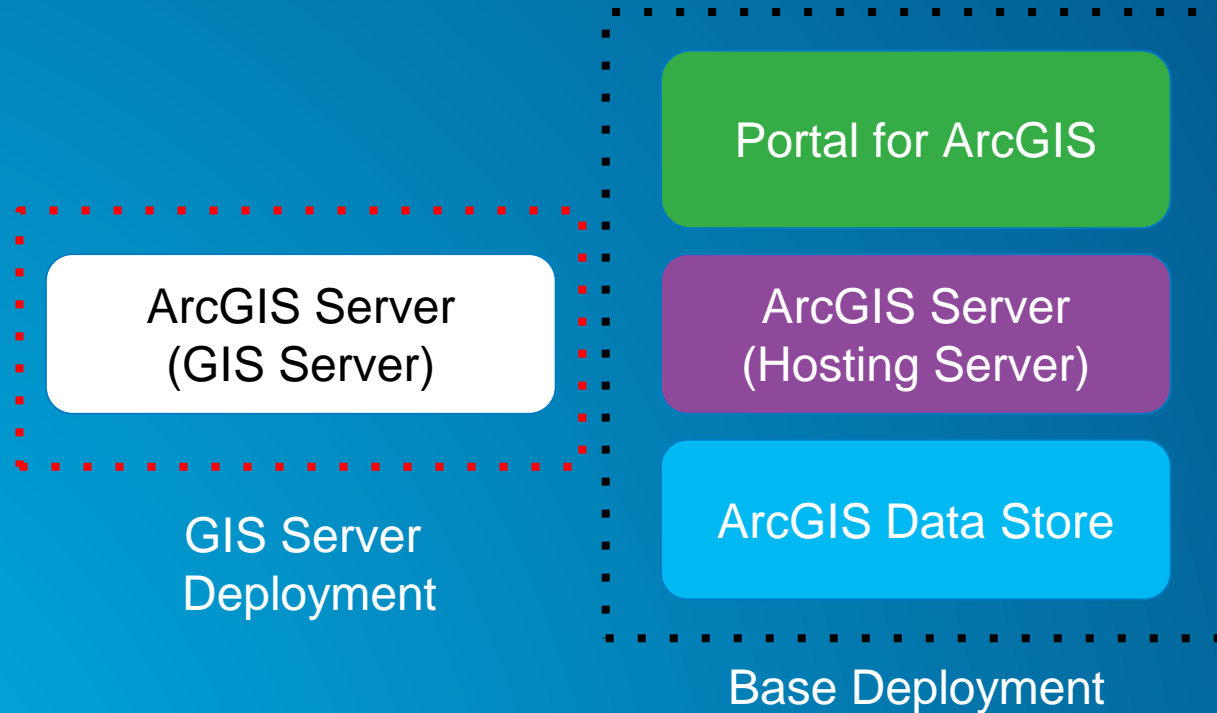 ArcGIS Server
(GIS Server)
GIS Server
Deployment
Portal for ArcGIS
ArcGIS Server
(Hosting Server)
ArcGIS Data Store
Base Deployment